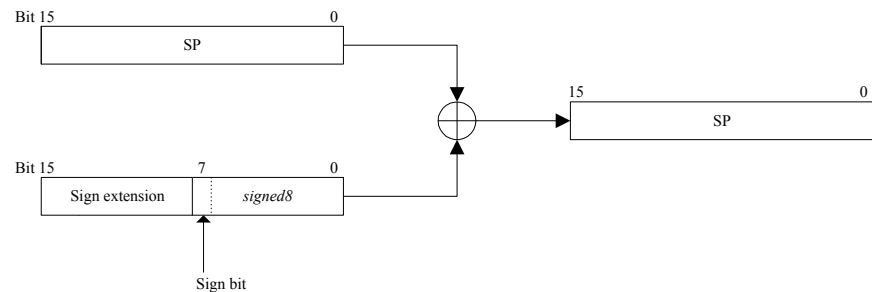 Bit 15 0
SP
15 0
SP
Bit 15 7 0
Sign extension signed8
Sign bit